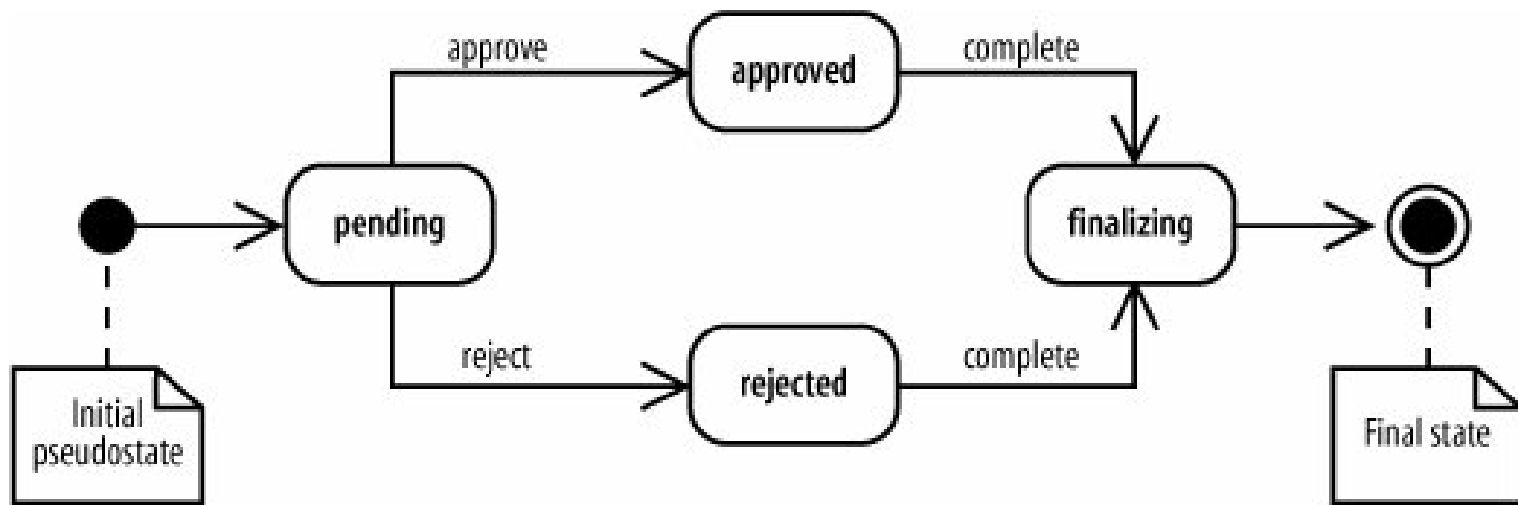 approve
approved
complete
pending
finalizing
reject
rejected
complete
Initial
pseudostate
Final state